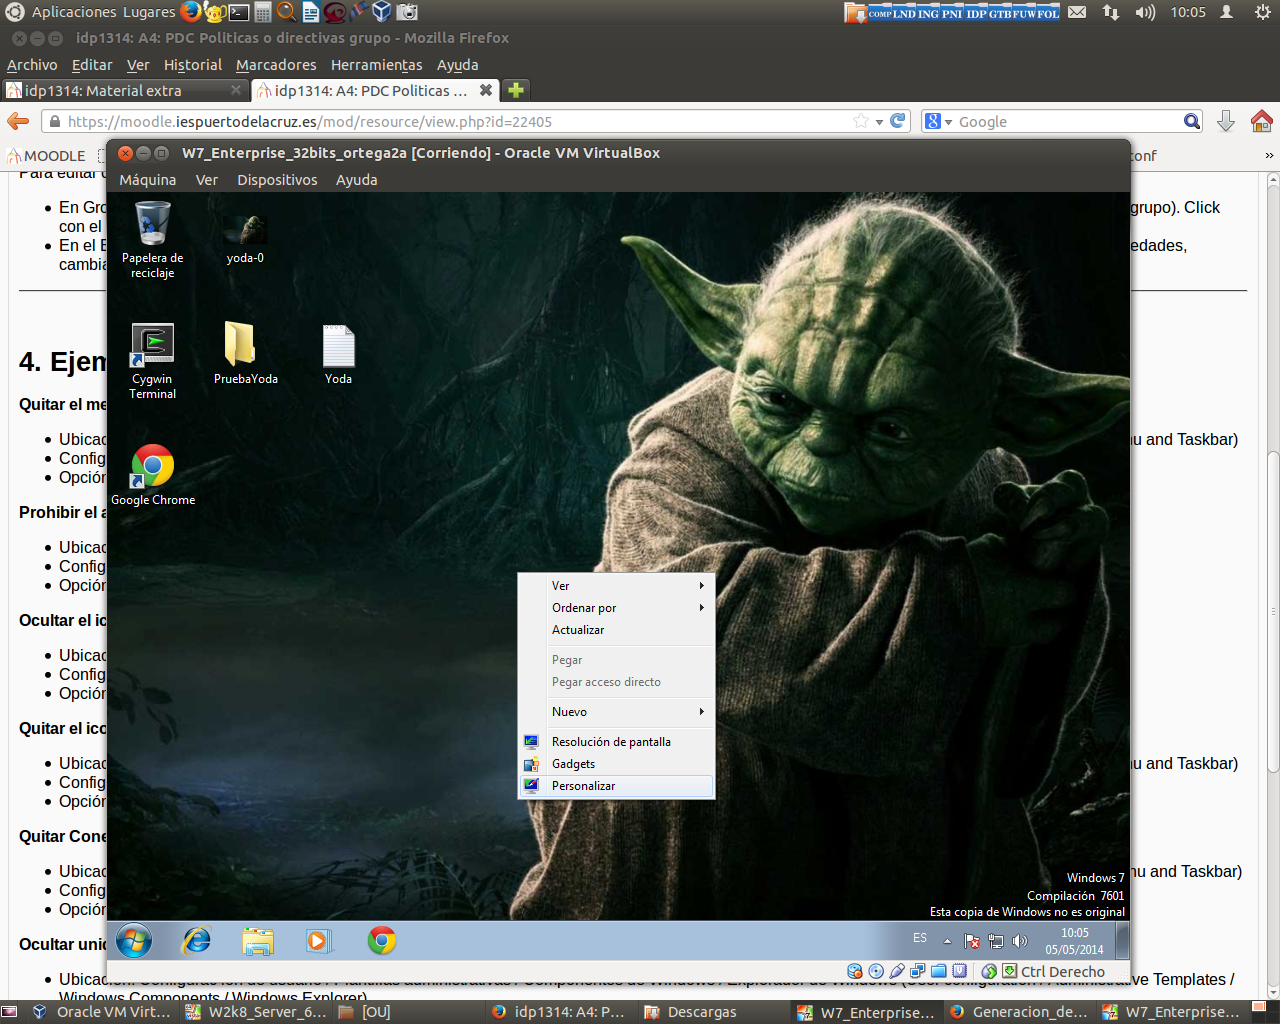 Aplicaciones Lugares
COMP LND ING PNI IDP GTB FUW FOL
10:05
idp1314: A4: PDC Politicas o directivas grupo - Mozilla Firefox
Archivo Editar Ver Historial Marcadores Herramientas Ayuda
idp1314: Material extra
idp1314: A4: PDC Politicas ...
https://moodle.iespuertodelacruz.es/mod/resource/view.php?id=22405
Google
MOODLE
onf
»
Para editar
En Gro
grupo). Click
con el
En el E
edades,
cambia
4. Ejem
Quitar el me
Ubicac
nu and Taskbar)
Config
Opción
Prohibir el a
Ubicac
Config
Opción
Ocultar el ic
Ubicac
Config
Opción
Quitar el ico
Ubicac
nu and Taskbar)
Config
Opción
Quitar Cone
Ubicac
nu and Taskbar)
Config
Opción
Ocultar unid
Windows Components / Windows Explorer)
W7_Enterprise_32bits_ortega2a [Corriendo] - Oracle VM VirtualBox
Máquina Ver Dispositivos Ayuda
Papelera de
reciclaje
yoda-0
Cygwin
Terminal
PruebaYoda
Yoda
Google Chrome
Ver
Ordenar por
Actualizar
Pegar
Pegar acceso directo
Nuevo
Resolución de pantalla
Gadgets
Personalizar
Windows 7
Compilación 7601
Esta copia de Windows no es original
ES
10:05
05/05/2014
Ctrl Derecho
Oracle VM Virt...
W2k8_Server_6...
[OU]
idp1314: A4: P...
Descargas
W7_Enterprise...
Generacion_de...
W7_Enterprise...